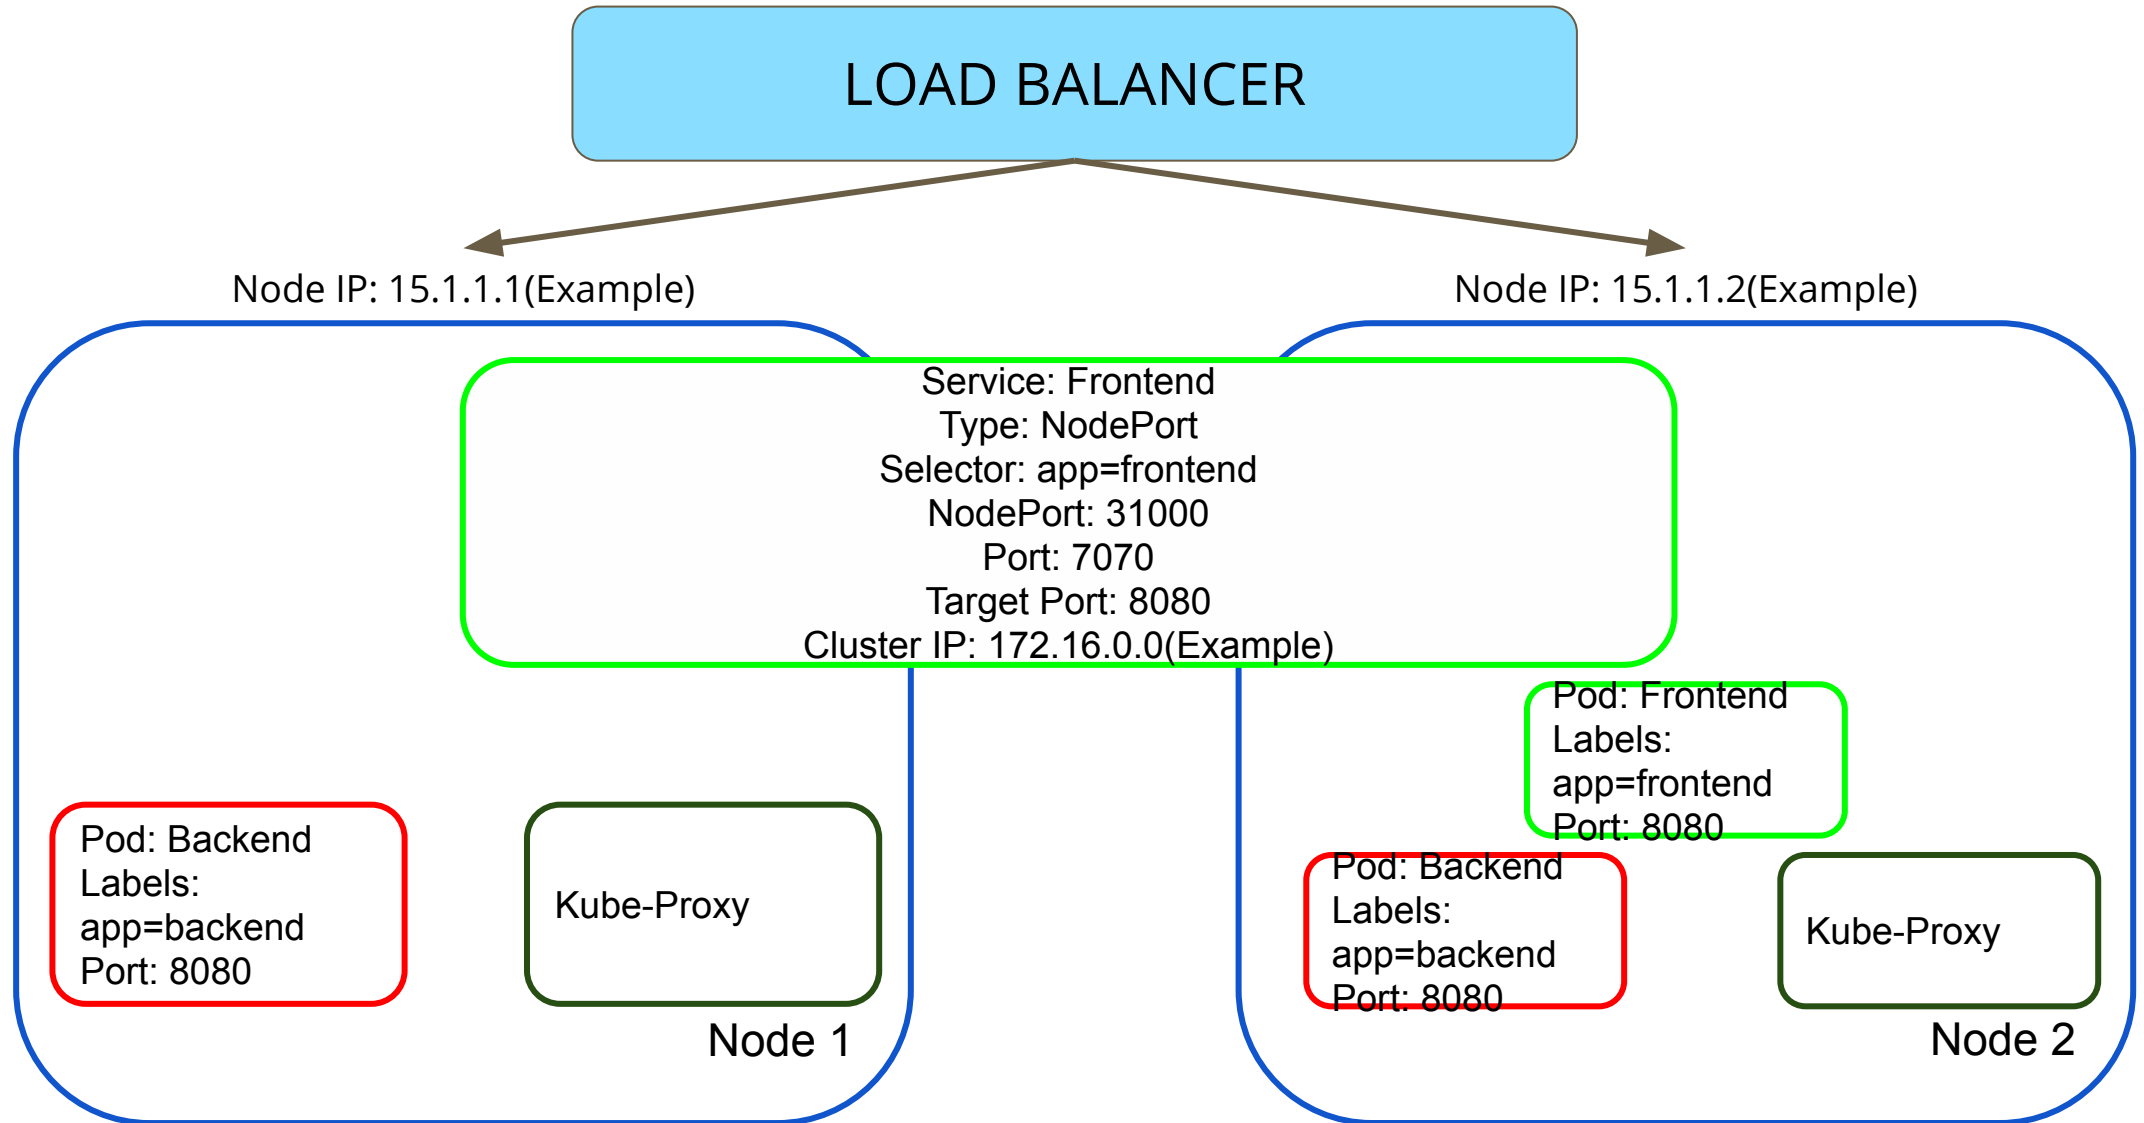 LOAD BALANCER
Node IP: 15.1.1.1(Example)
Node IP: 15.1.1.2(Example)
Service: Frontend
Type: NodePort
Selector: app=frontend
NodePort: 31000
Port: 7070
Target Port: 8080
Cluster IP: 172.16.0.0(Example)
Pod: Backend
Labels:
app=backend
Port: 8080
Kube-Proxy
Node 1
Pod: Frontend
Labels:
app=frontend
Port: 8080
Pod: Backend
Labels:
app=backend
Port: 8080
Kube-Proxy
Node 2